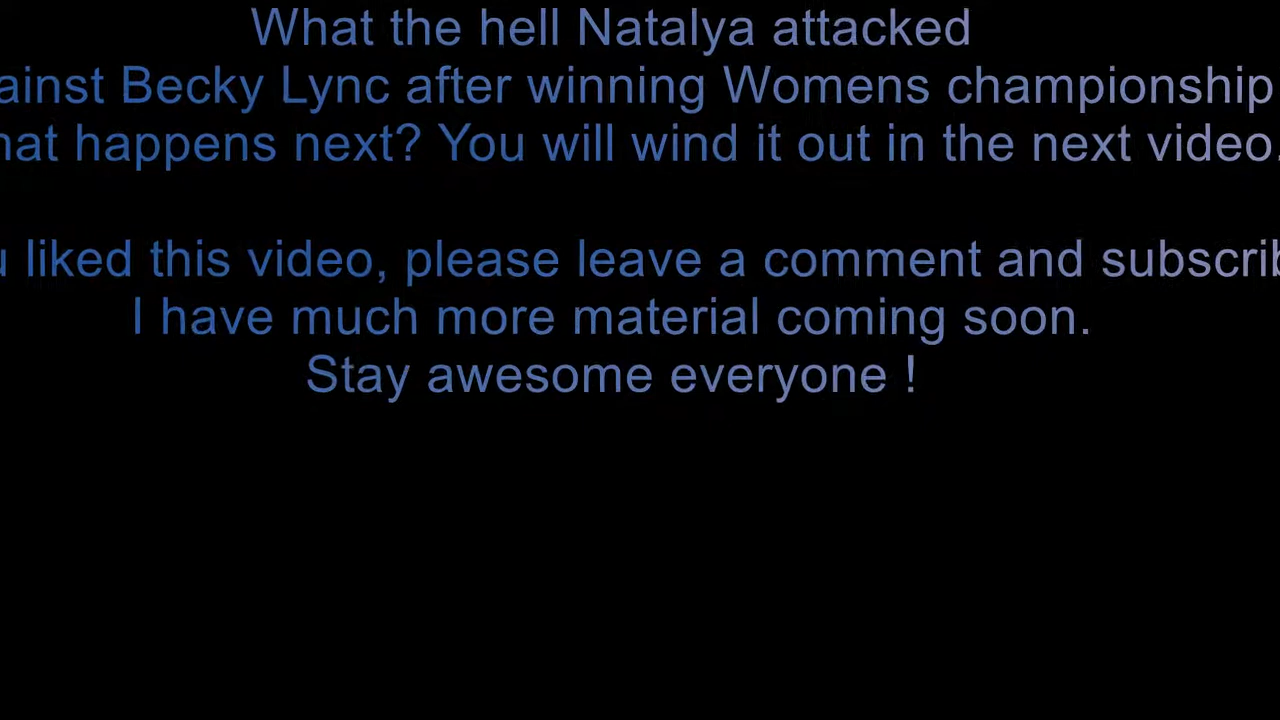 What the hell Natalya attacked
ainst Becky Lync after winning Womens championship
hat happens next? You will wind it out in the next video.
u liked this video, please leave a comment and subscrib
I have much more material coming soon.
Stay awesome everyone !